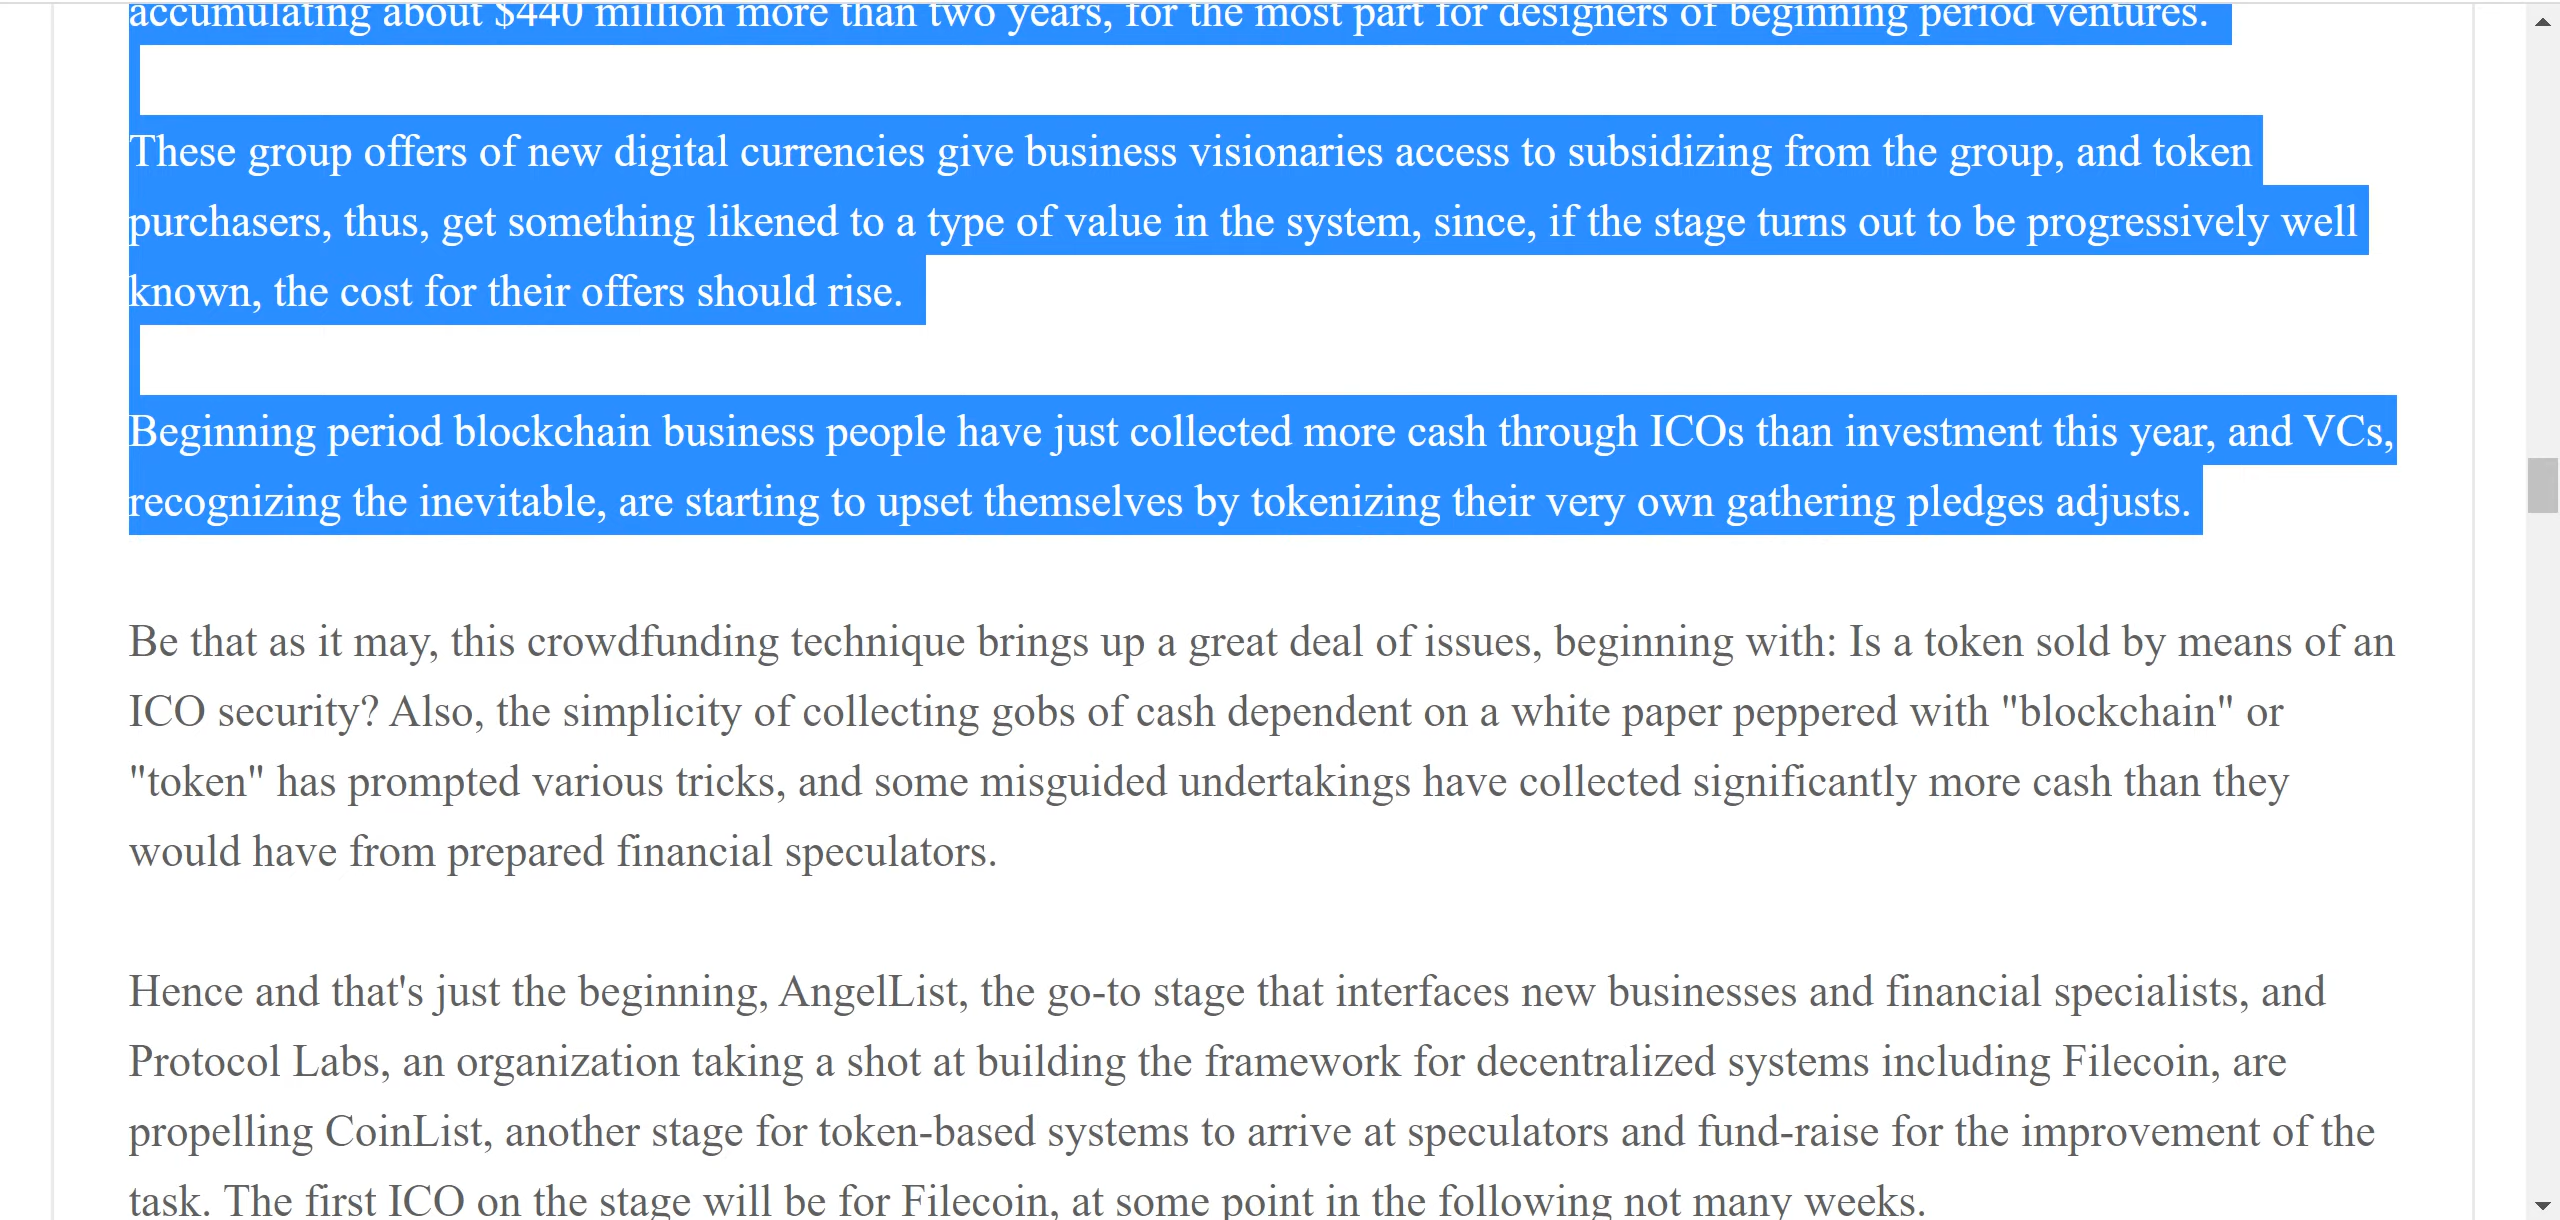 accumulating about $440 million more than two years, for the most part for designers of beginning period ventures.
These group offers of new digital currencies give business visionaries access to subsidizing from the group, and token
purchasers, thus, get something likened to a type of value in the system, since, if the stage turns out to be progressively well
known, the cost for their offers should rise.
Beginning period blockchain business people have just collected more cash through ICOs than investment this year, and VCs,
recognizing the inevitable, are starting to upset themselves by tokenizing their very own gathering pledges adjusts.
Be that as it may, this crowdfunding technique brings up a great deal of issues, beginning with: Is a token sold by means of an
ICO security? Also, the simplicity of collecting gobs of cash dependent on a white paper peppered with "blockchain" or
"token" has prompted various tricks, and some misguided undertakings have collected significantly more cash than they
would have from prepared financial speculators.
Hence and that's just the beginning, AngelList, the go-to stage that interfaces new businesses and financial specialists, and
Protocol Labs, an organization taking a shot at building the framework for decentralized systems including Filecoin, are
propelling CoinList, another stage for token-based systems to arrive at speculators and fund-raise for the improvement of the
task. The first ICO on the stage will be for Filecoin, at some point in the following not many weeks.